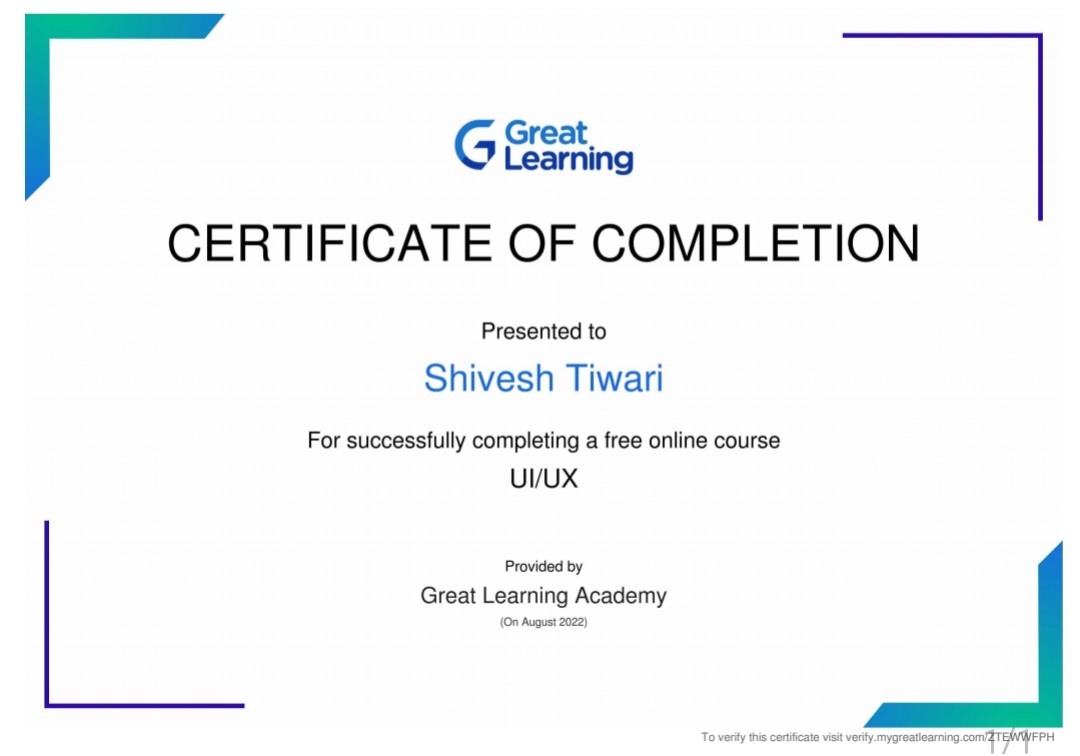 Great
Learning
CERTIFICATE OF COMPLETION
Presented to
Shivesh Tiwari
For successfully completing a free online course
UI/UX
Provided by
Great Learning Academy
(On August 2022)
To verify this certificate visit verify.mygreatlearning.com/ZTEWWFPH
1/1